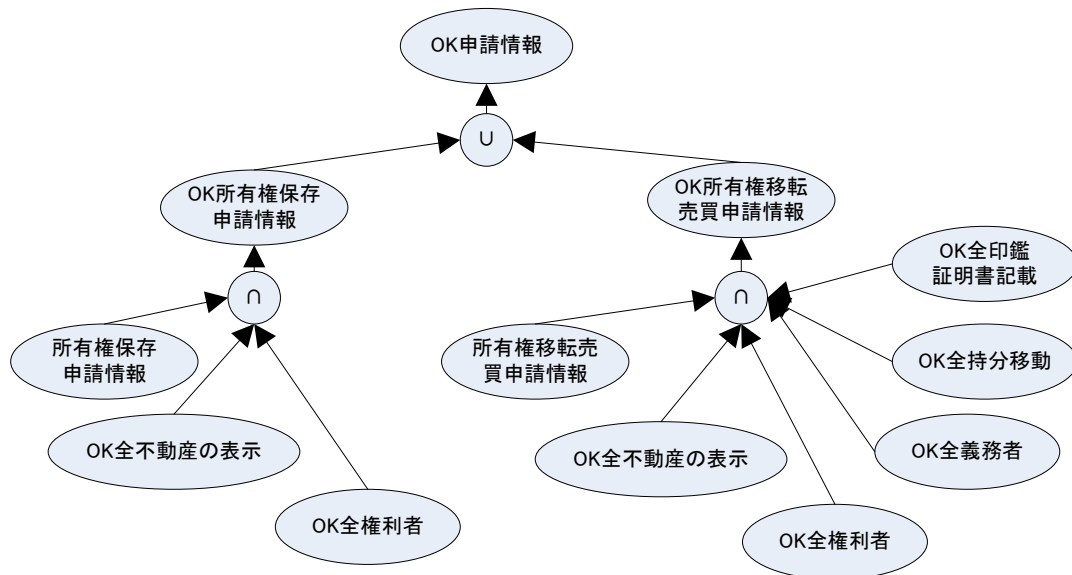 OK申請情報
∪
OK所有権保存
申請情報
OK所有権移転
売買申請情報
∩
∩
OK全印鑑
証明書記載
所有権保存
申請情報
所有権移転売
買申請情報
OK全持分移動
OK全不動産の表示
OK全不動産の表示
OK全義務者
OK全権利者
OK全権利者